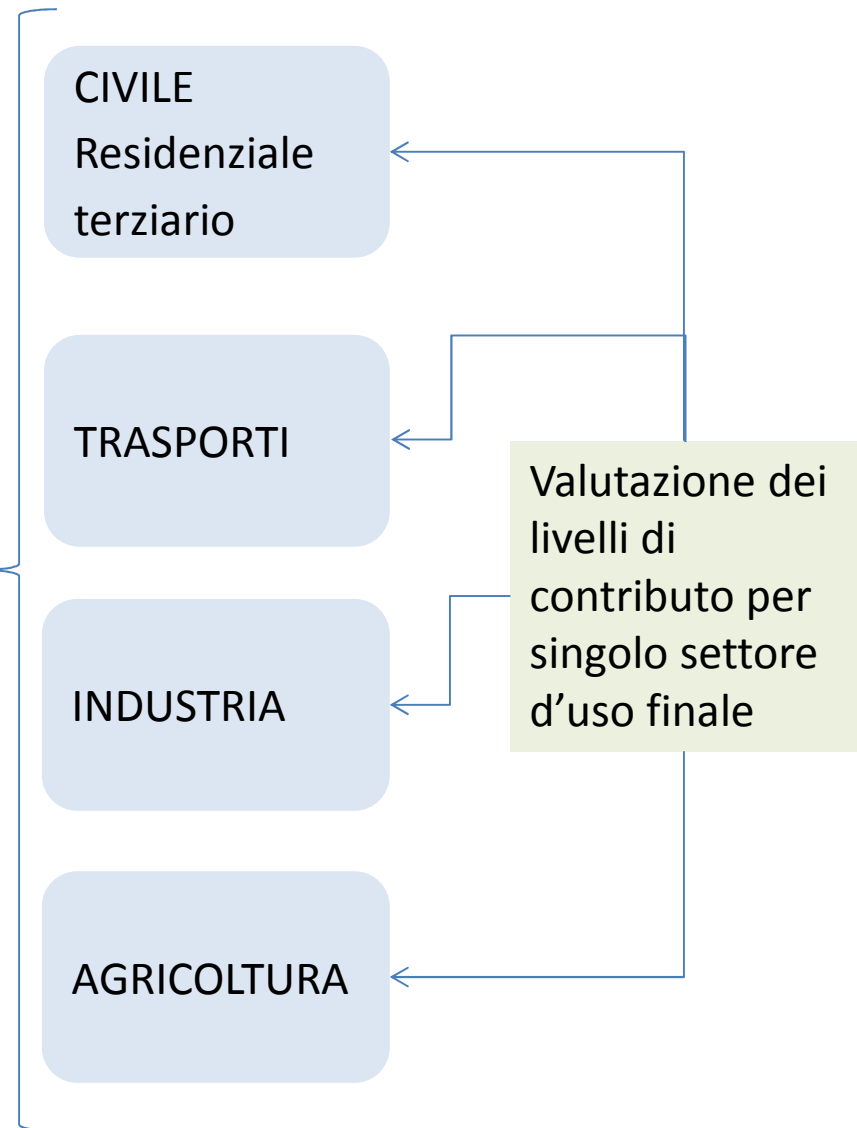 CIVILE
Residenziale
terziario
TRASPORTI
Valutazione dei
livelli di
contributo per
singolo settore
d’uso finale
INDUSTRIA
AGRICOLTURA